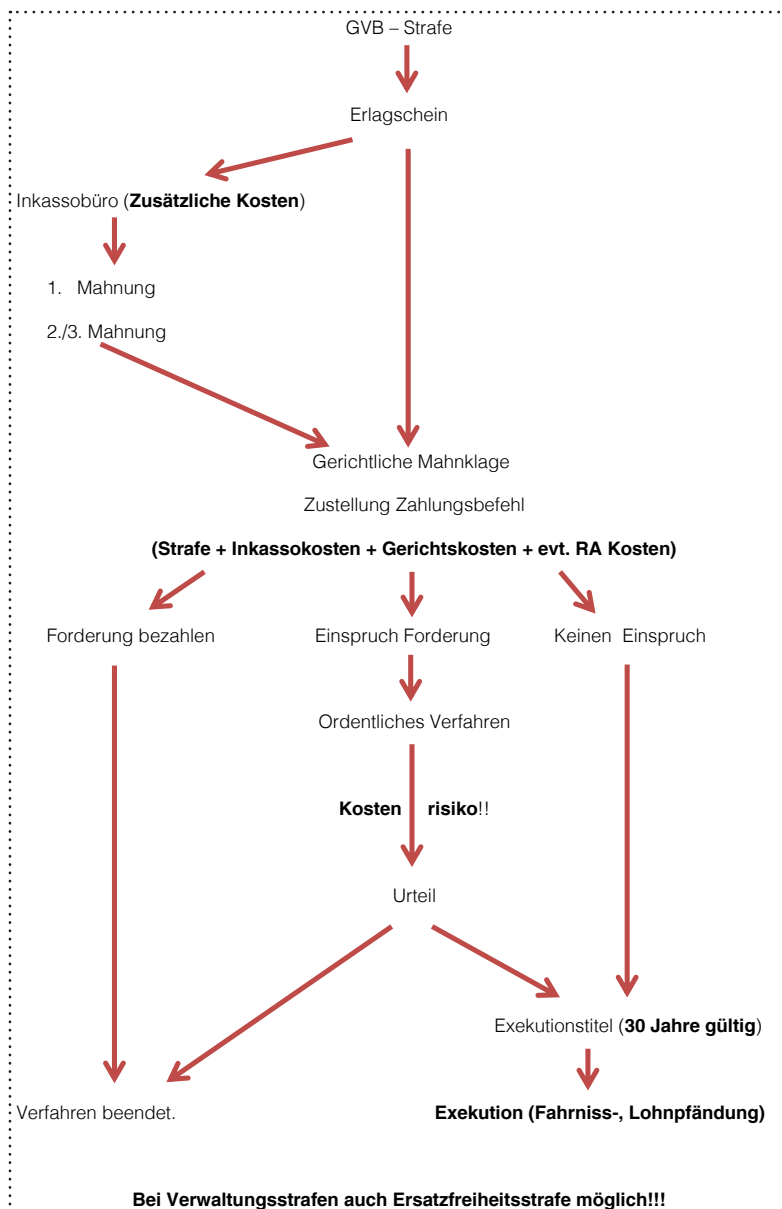 GVB – Strafe
Erlagschein
Inkassobüro (Zusätzliche Kosten)
1. Mahnung
2./3. Mahnung
Gerichtliche Mahnklage
Zustellung Zahlungsbefehl
(Strafe + Inkassokosten + Gerichtskosten + evt. RA Kosten)
Forderung bezahlen Einspruch Forderung Keinen Einspruch
Ordentliches Verfahren
Kosten risiko!!
Urteil
Exekutionstitel (30 Jahre gültig)
Verfahren beendet. Exekution (Fahrniss-, Lohnpfändung)
Bei Verwaltungsstrafen auch Ersatzfreiheitsstrafe möglich!!!